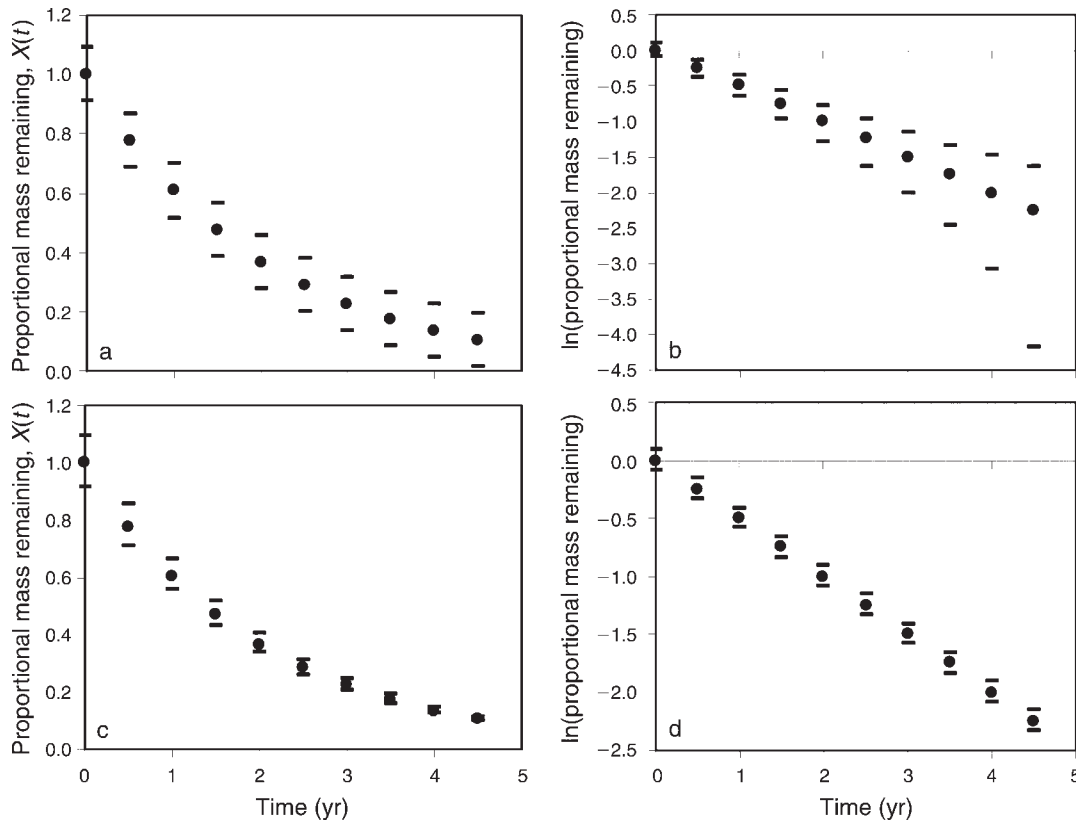 Proportional mass remaining, X(t)
1.2
1.0
0.8
0.6
0.4
0.2
0.0
a
ln(proportional mass remaining)
0.5
0.0
−0.5
−1.0
−1.5
−2.0
−2.5
−3.0
−3.5
−4.0
−4.5
b
Proportional mass remaining, X(t)
1.2
1.0
0.8
0.6
0.4
0.2
0.0
c
0 1 2 3 4 5
Time (yr)
ln(proportional mass remaining)
0.5
0.0
−0.5
−1.0
−1.5
−2.0
−2.5
d
0 1 2 3 4 5
Time (yr)